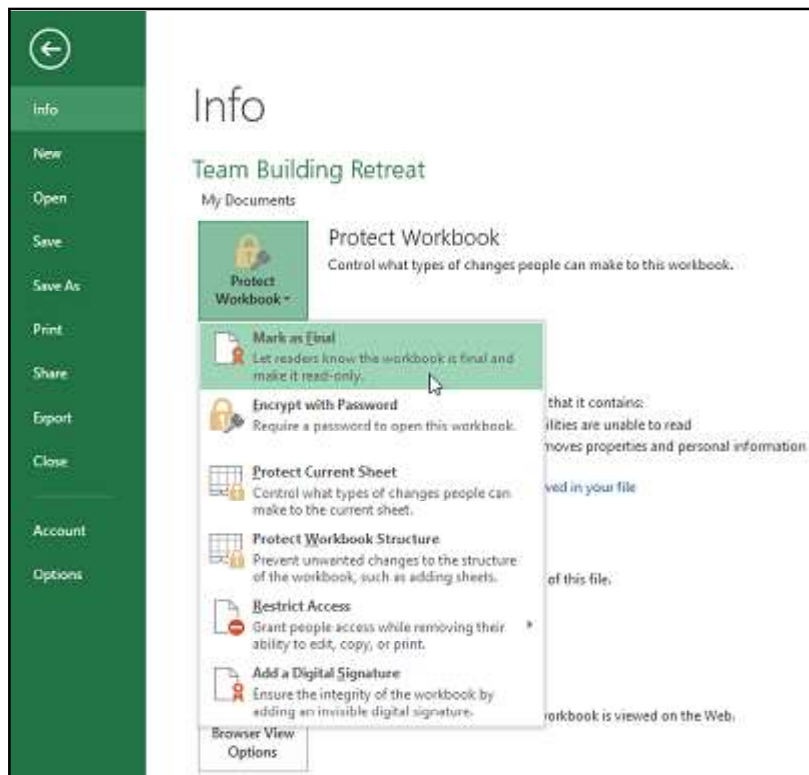 Info
New
Open
Save
Save As
Print
Share
Export
Close
Account
Options
Info
Team Building Retreat
My Documents
Protect
Workbook
Protect Workbook
Control what types of changes people can make to this workbook.
Mark as Final
Let readers know the workbook is final and
make it read-only.
Encrypt with Password
Require a password to open this workbook.
Protect Current Sheet
Control what types of changes people can
make to the current sheet.
Protect Workbook Structure
Prevent unwanted changes to the structure
of the workbook, such as adding sheets.
Restrict Access
Grant people access while removing their
ability to edit, copy, or print.
Add a Digital Signature
Ensure the integrity of the workbook by
adding an invisible digital signature.
that it contains:
ilities are unable to read
moves properties and personal information
ved in your file
of this file.
orkbook is viewed on the Web.
Browser View
Options